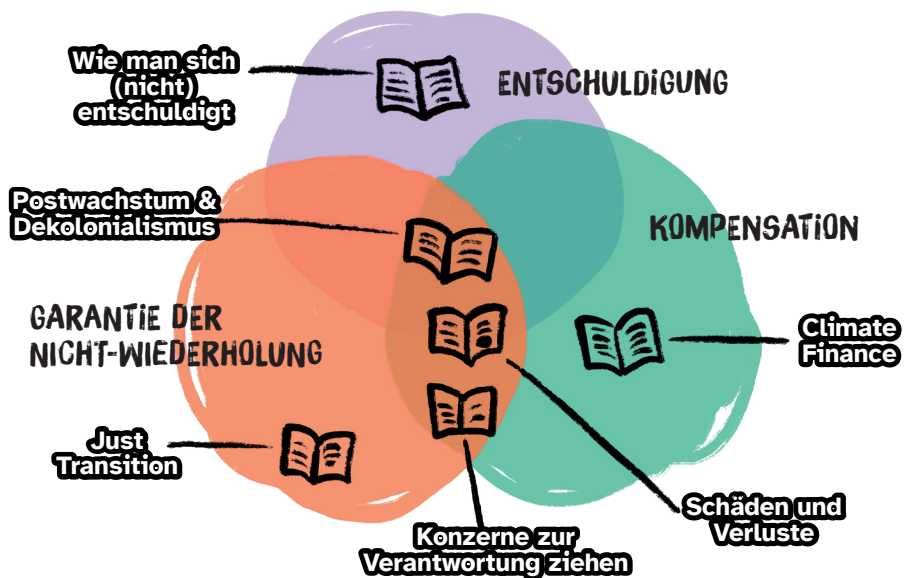 Wie man sich
(nicht)
entschuldigt
ENTSCHULDIGUNG
Postwachstum &
Dekolonialismus
KOMPENSATION
GARANTIE DER
NICHT-WIEDERHOLUNG
Climate
Finance
Just
Transition
Schäden und
Verluste
Konzerne zur
Verantwortung ziehen